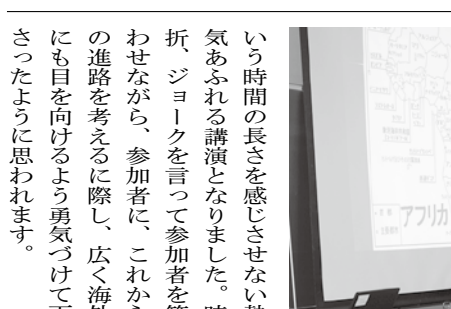 いう時間の長さを感じさせない
気あふれる講演となりました。
折、ジョークを言って参加者を
わせながら、参加者に、これか
の進路を考えるに際し、広く海
にも目を向けるよう勇気づけて
さったように思われます。
アフリカ